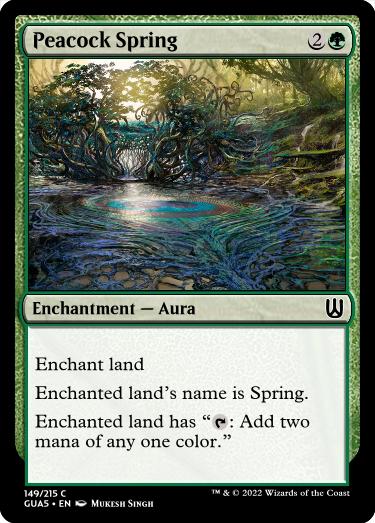 Peacock Spring 2
Enchantment — Aura
Enchant land
Enchanted land's name is Spring.
Enchanted land has “: Add two
mana of any one color.”
149/215 C
GUA5 • EN Mukesh Singh
™ & © 2022 Wizards of the Coast